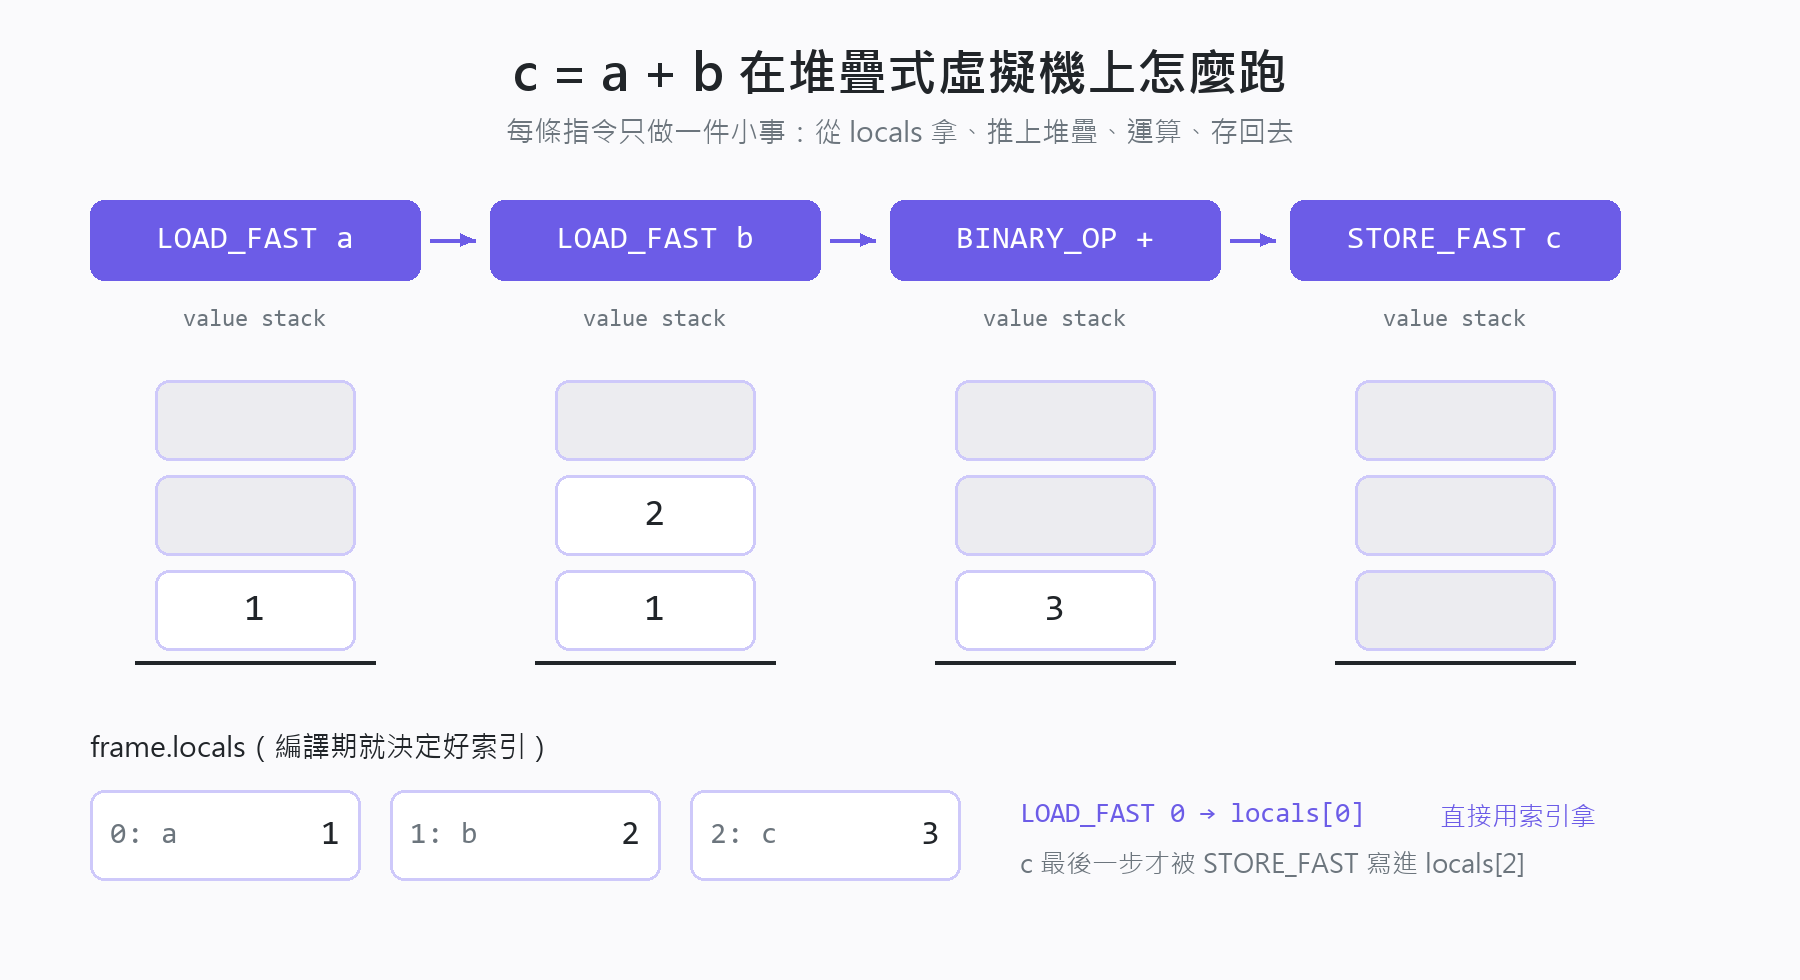 c = a + b 在堆疊式虛擬機上怎麼跑
每條指令只做一件小事：從 locals 拿、推上堆疊、運算、存回去
LOAD_FAST a
LOAD_FAST b
BINARY_OP +
STORE_FAST c
value stack
value stack
value stack
value stack
2
1
1
3
frame.locals（編譯期就決定好索引）
0: a 1
1: b 2
2: c 3
LOAD_FAST 0 → locals[0] 直接用索引拿
c 最後一步才被 STORE_FAST 寫進 locals[2]